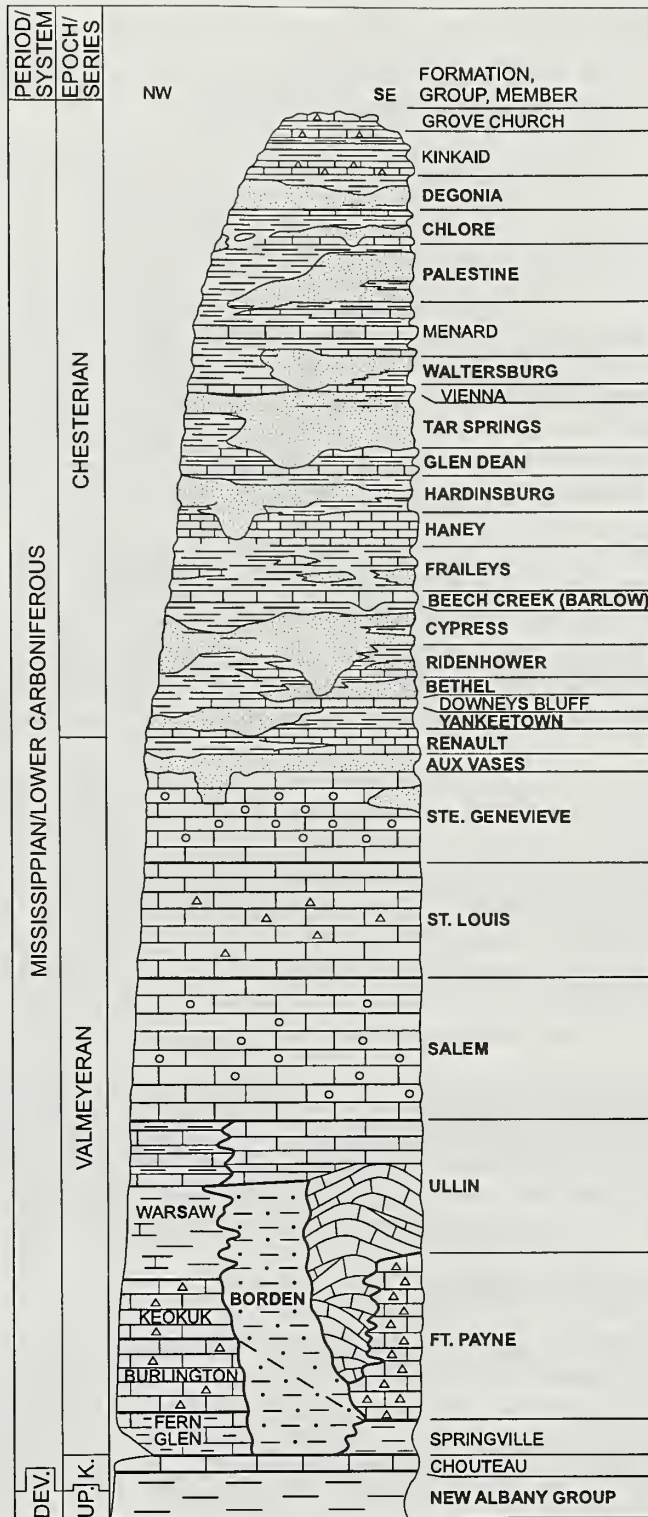 PERIOD/
SYSTEM
EPOCH/
SERIES
NW
SE
FORMATION,
GROUP, MEMBER
GROVE CHURCH
KINKAID
DEGONIA
CHLORE
PALESTINE
MENARD
WALTERSBURG
VIENNA
TAR SPRINGS
GLEN DEAN
HARDINSBURG
HANEY
FRAILEYS
BEECH CREEK (BARLOW)
CYPRESS
RIDENHOWER
BETHEL
DOWNEYS BLUFF
YANKEETOWN
RENAULT
AUX VASES
STE. GENEVIEVE
ST. LOUIS
SALEM
ULLIN
FT. PAYNE
SPRINGVILLE
CHOUTEAU
NEW ALBANY GROUP
WARSAW
KEOKUK
BURLINGTON
FERN
GLEN
BORDEN
MISSISSIPPIAN/LOWER CARBONIFEROUS
CHESTERIAN
VALMEYERAN
DEV.
UP.
K.